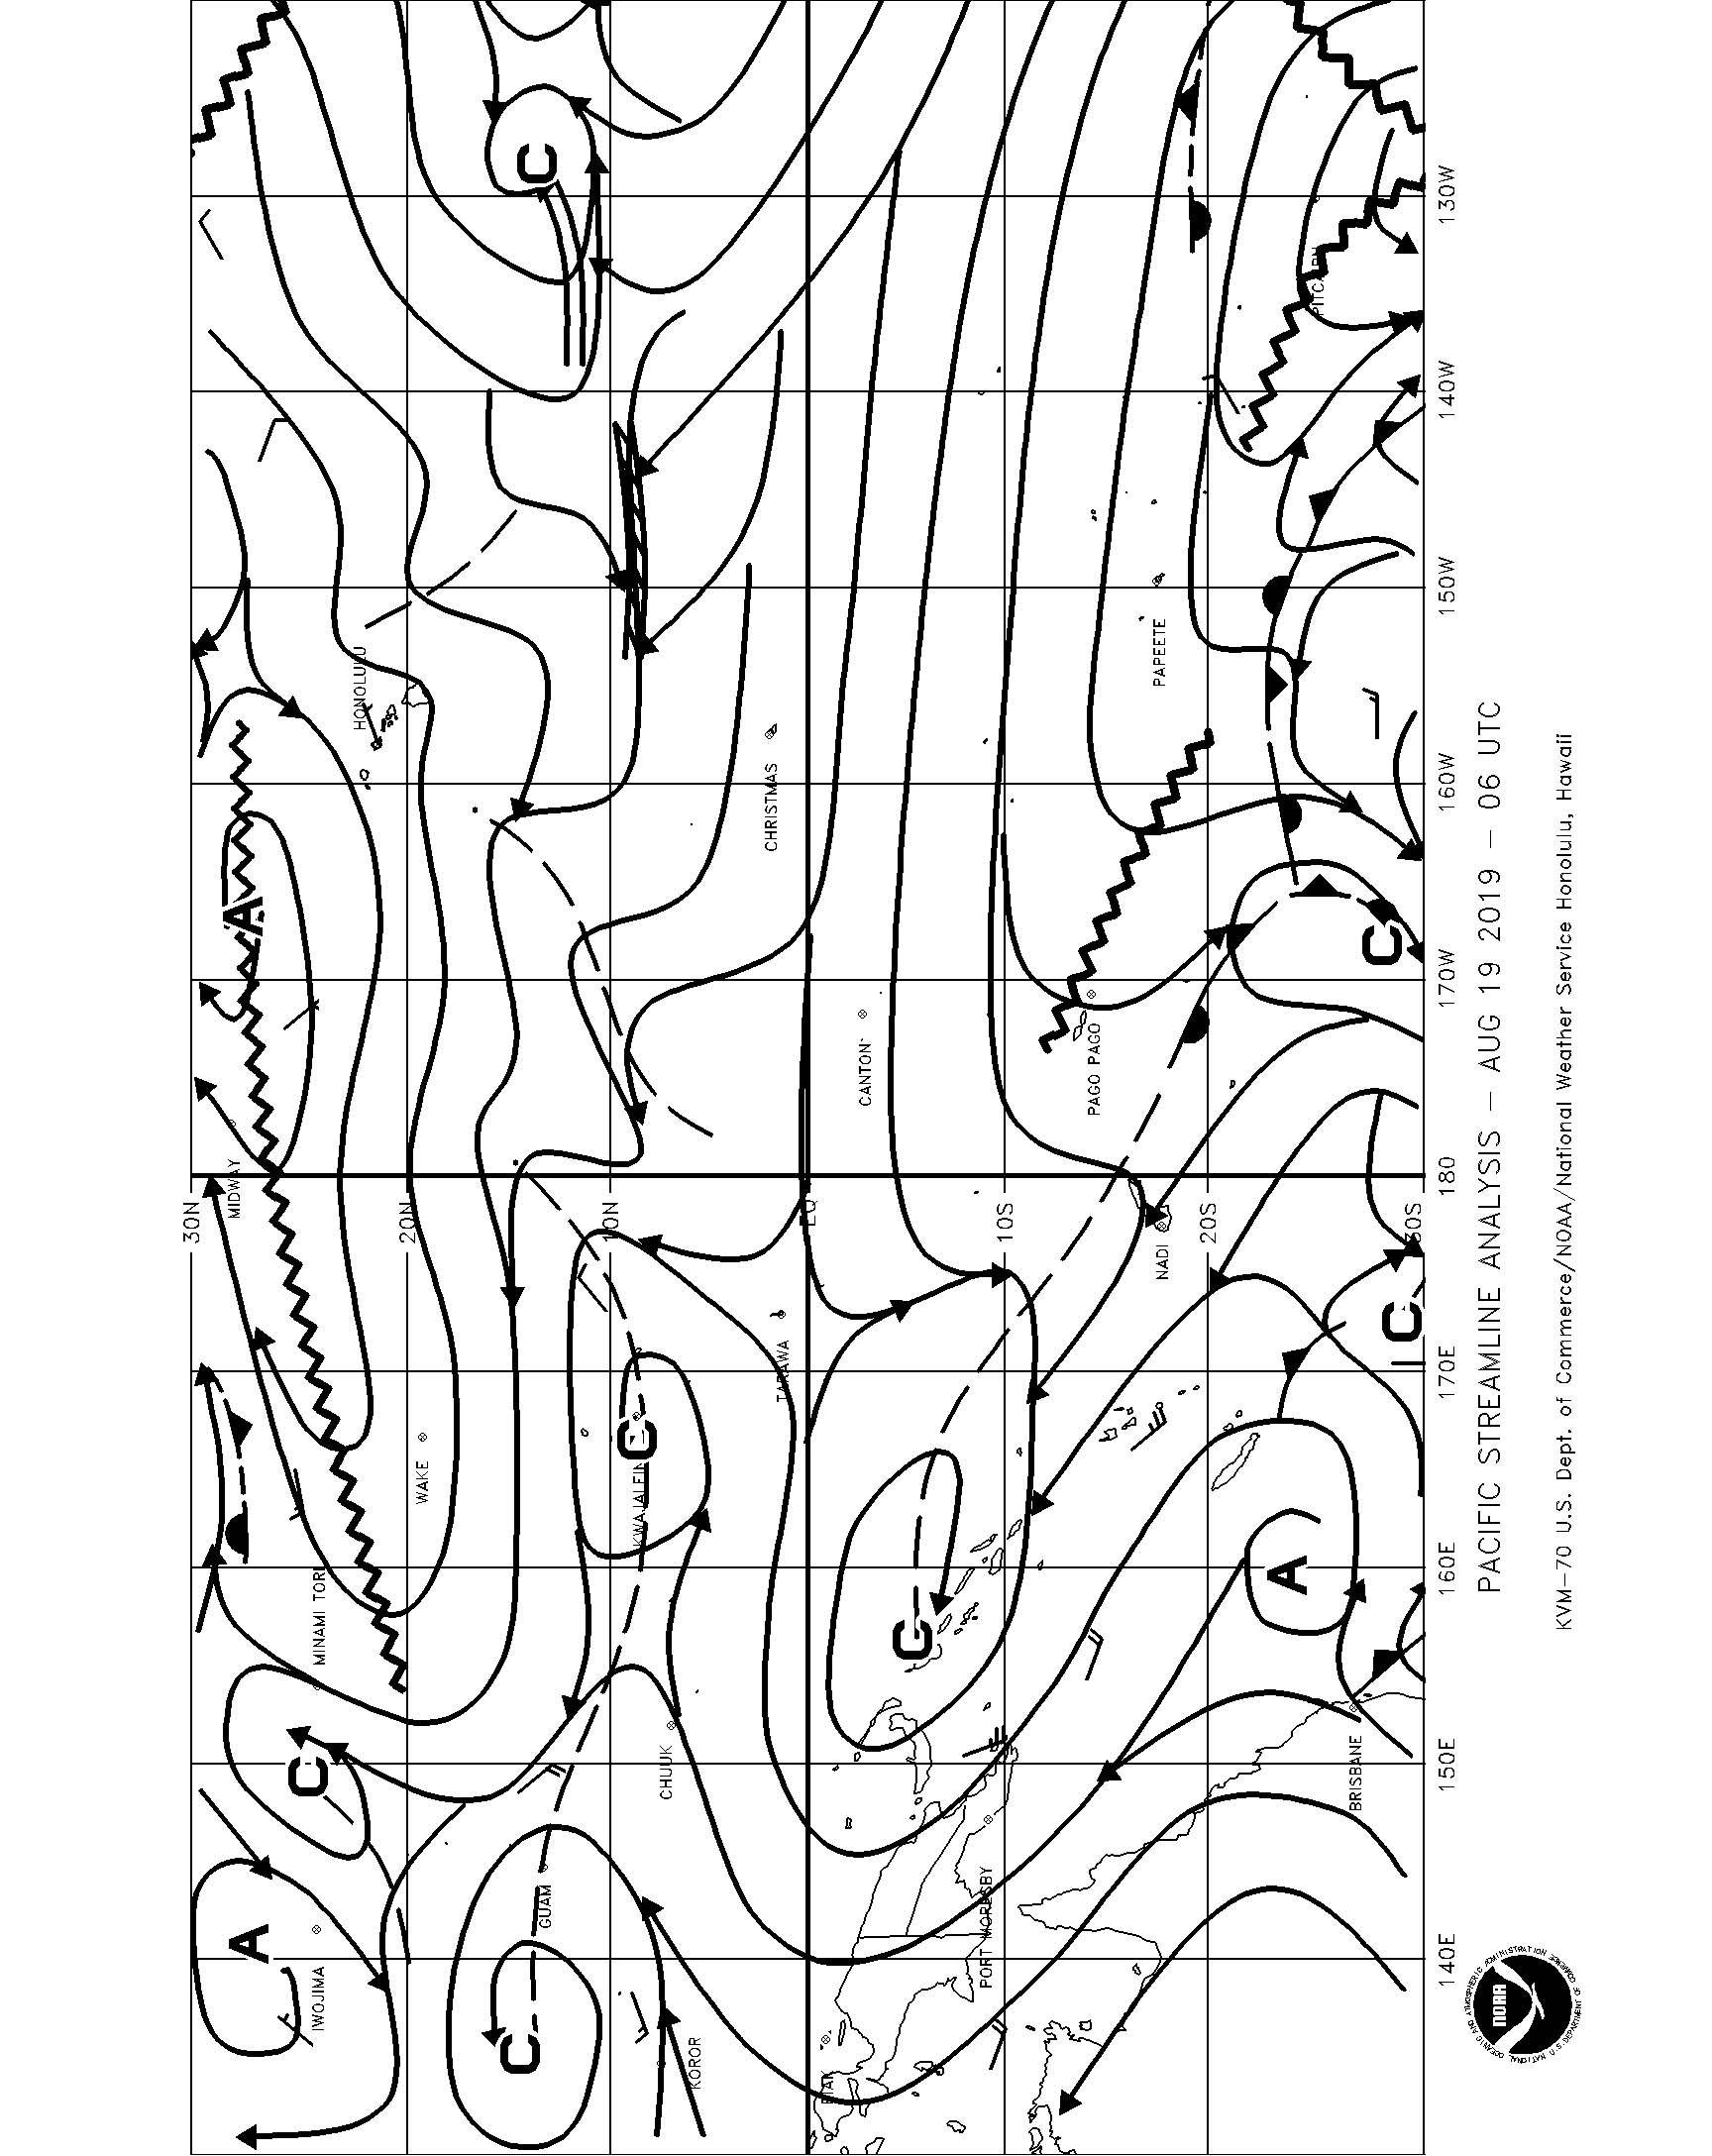 30N
MIDWAY
A
A
C
IWOJIMA
MINAMI TORI
HONOLULU
20N
WAKE
C
C
GUAM
10N
C
KWAJALEIN
CHUUK
KOROR
CHRISTMAS
TARAWA
EQ
BIAK
CANTON
C
PORT MORESBY
10S
PAGO PAGO
PAPEETE
NADI
20S
A
PITCAIRN
BRISBANE
C
C
30S
140E 150E 160E 170E 180 170W 160W 150W 140W 130W
PACIFIC STREAMLINE ANALYSIS – AUG 19 2019 – 06 UTC
KVM–70 U.S. Dept. of Commerce/NOAA/National Weather Service Honolulu, Hawaii
NATIONAL OCEANIC AND ATMOSPHERIC ADMINISTRATION
NOAA
U.S. DEPARTMENT OF COMMERCE